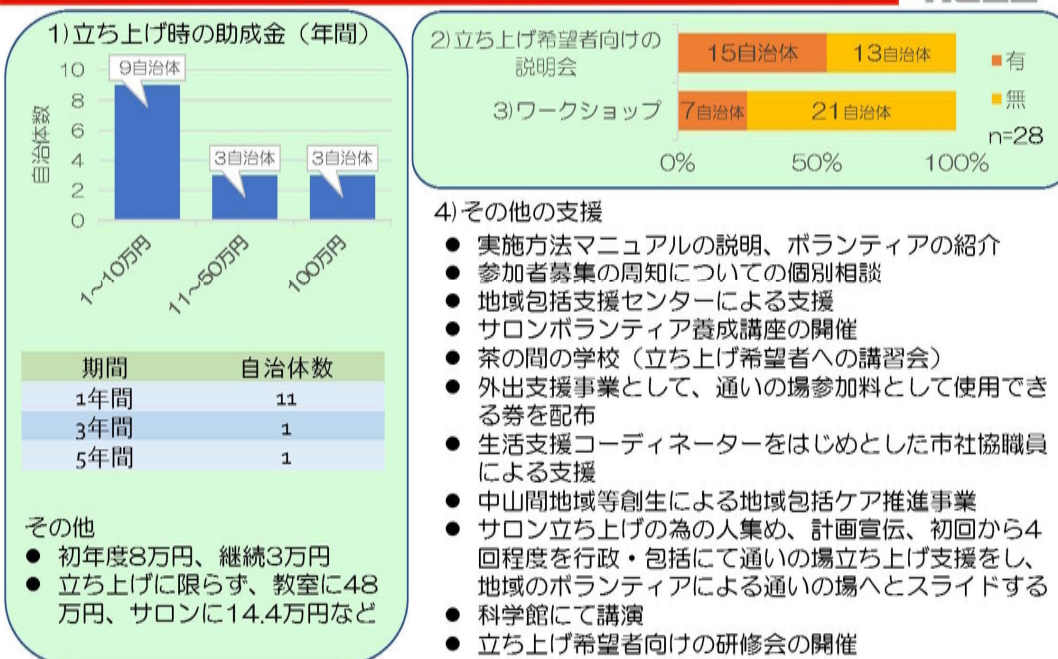 1)立ち上げ時の助成金（年間）
自治体数
10
8
6
4
2
0
9自治体
3自治体
3自治体
1～10万円
11～50万円
100万円
期間 自治体数
1年間 11
3年間 1
5年間 1
その他
● 初年度8万円、継続3万円
● 立ち上げに限らず、教室に48
万円、サロンに14.4万円など
2)立ち上げ希望者向けの
説明会
15自治体 13自治体
3)ワークショップ
7自治体 21自治体
0% 50% 100%
有
無
n=28
4)その他の支援
● 実施方法マニュアルの説明、ボランティアの紹介
● 参加者募集の周知についての個別相談
● 地域包括支援センターによる支援
● サロンボランティア養成講座の開催
● 茶の間の学校（立ち上げ希望者への講習会）
● 外出支援事業として、通いの場参加料として使用でき
る券を配布
● 生活支援コーディネーターをはじめとした市社協職員
による支援
● 中山間地域等創生による地域包括ケア推進事業
● サロン立ち上げの為の人集め、計画宣伝、初回から4
回程度を行政・包括にて通いの場立ち上げ支援をし、
地域のボランティアによる通いの場へとスライドする
● 科学館にて講演
● 立ち上げ希望者向けの研修会の開催